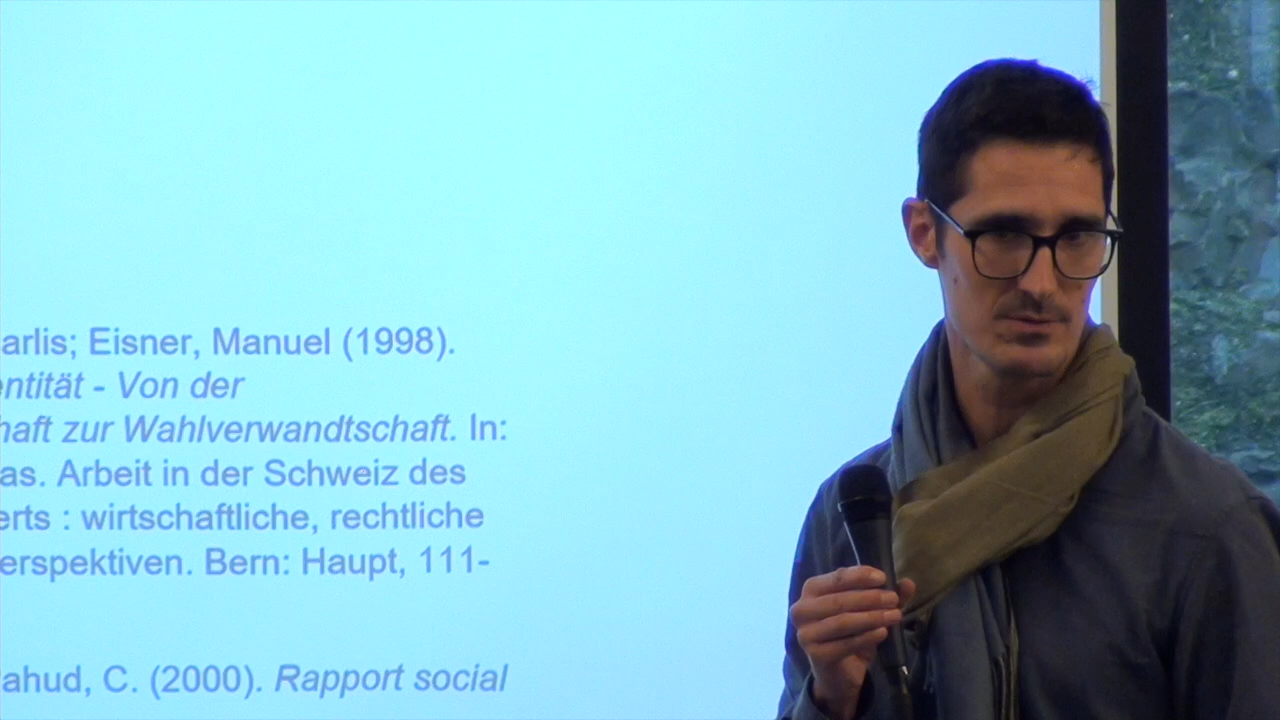 arlis; Eisner, Manuel (1998).
entität - Von der
haft zur Wahlverwandtschaft. In:
as. Arbeit in der Schweiz des
erts : wirtschaftliche, rechtliche
erspektiven. Bern: Haupt, 111-
ahud, C. (2000). Rapport social